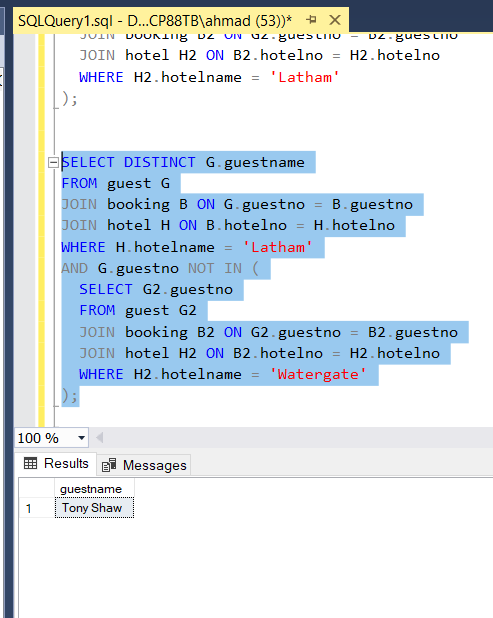 SQLQuery1.sql - D...CP88TB\ahmad (53))*
JOIN booking B2 ON G2.guestno = B2.guestno
JOIN hotel H2 ON B2.hotelno = H2.hotelno
WHERE H2.hotelname = 'Latham'
);
SELECT DISTINCT G.guestname
FROM guest G
JOIN booking B ON G.guestno = B.guestno
JOIN hotel H ON B.hotelno = H.hotelno
WHERE H.hotelname = 'Latham'
AND G.guestno NOT IN (
SELECT G2.guestno
FROM guest G2
JOIN booking B2 ON G2.guestno = B2.guestno
JOIN hotel H2 ON B2.hotelno = H2.hotelno
WHERE H2.hotelname = 'Watergate'
);
100 %
Results Messages
guestname
1 Tony Shaw